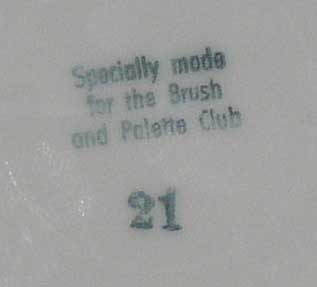 Specially made
for the Brush
and Palette Club
21